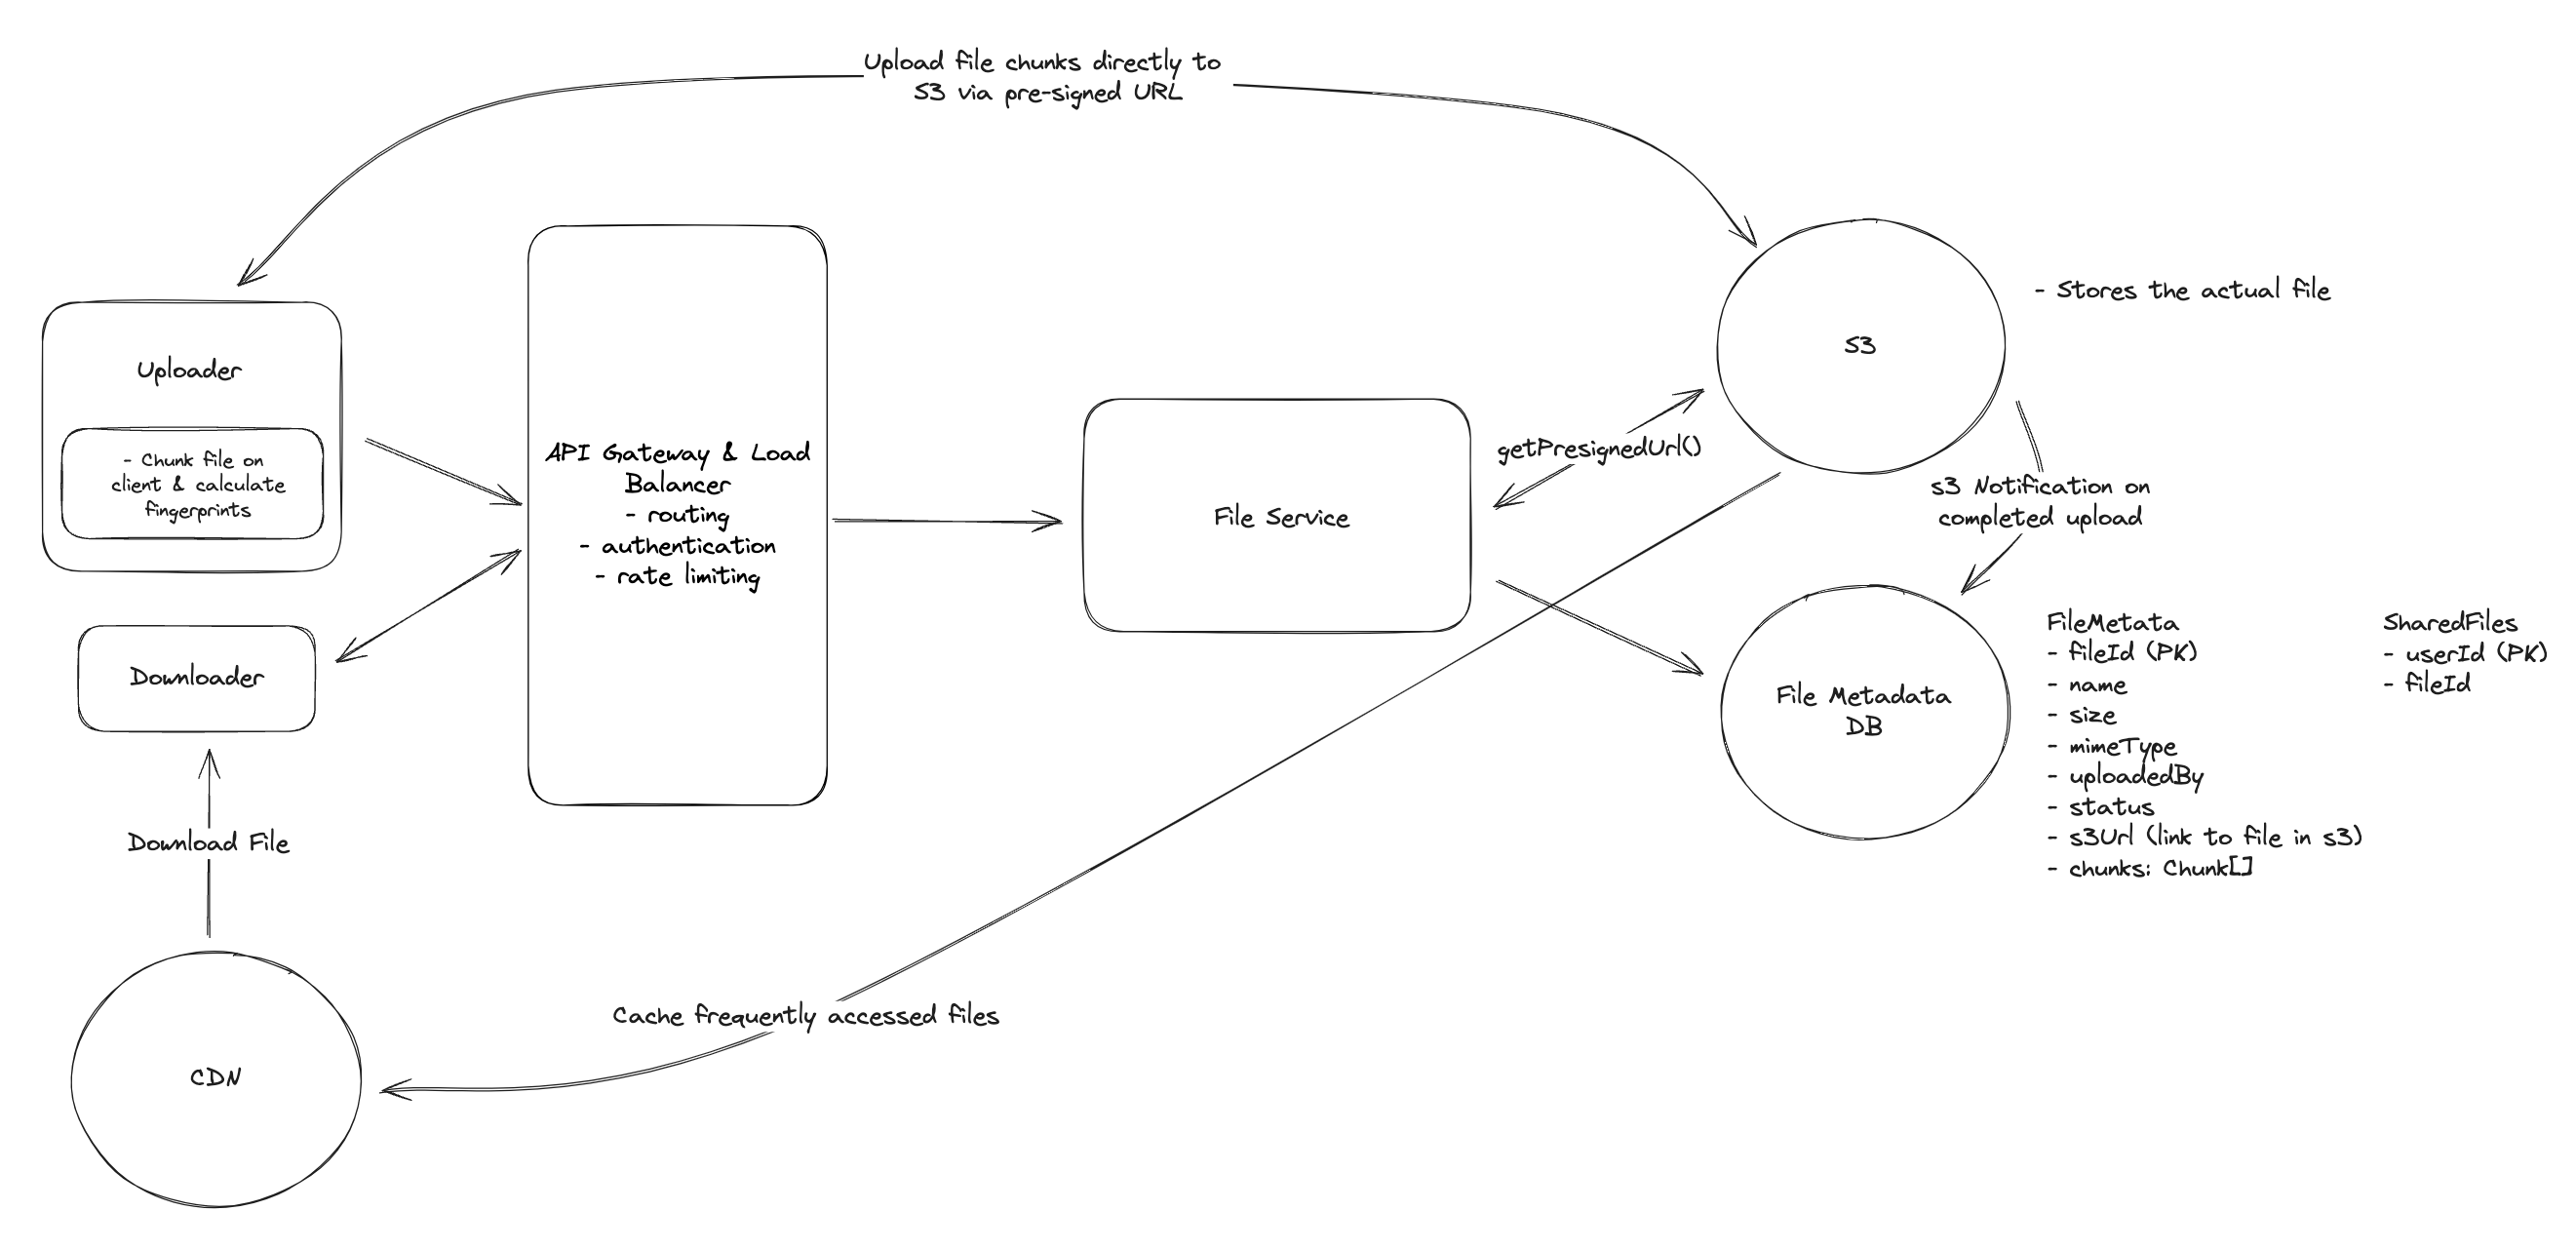 Upload file chunks directly to
S3 via pre-signed URL
Uploader
- Chunk file on
client & calculate
fingerprints
Downloader
Download File
CDN
API Gateway & Load
Balancer
- routing
- authentication
- rate limiting
File Service
getPresignedUrl()
S3
- Stores the actual file
s3 Notification on
completed upload
File Metadata
DB
FileMetata
- fileId (PK)
- name
- size
- mimeType
- uploadedBy
- status
- s3Url (link to file in s3)
- chunks: Chunk[]
SharedFiles
- userId (PK)
- fileId
Cache frequently accessed files